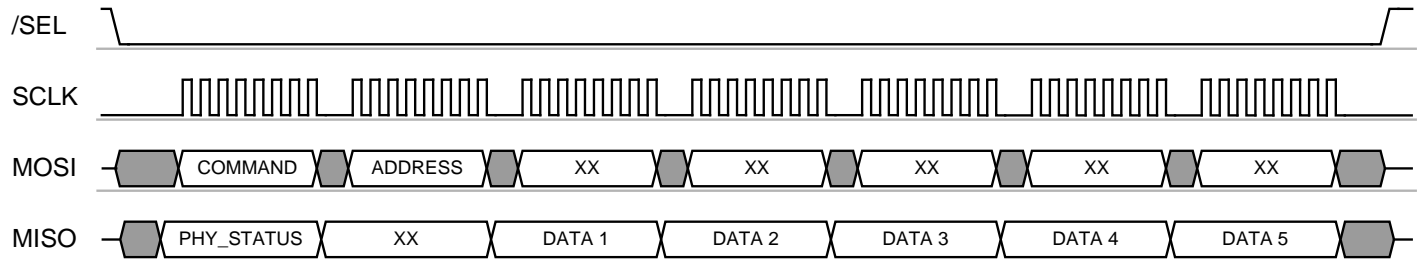 /SEL
SCLK
MOSI COMMAND ADDRESS XX XX XX XX XX
MISO PHY_STATUS XX DATA 1 DATA 2 DATA 3 DATA 4 DATA 5